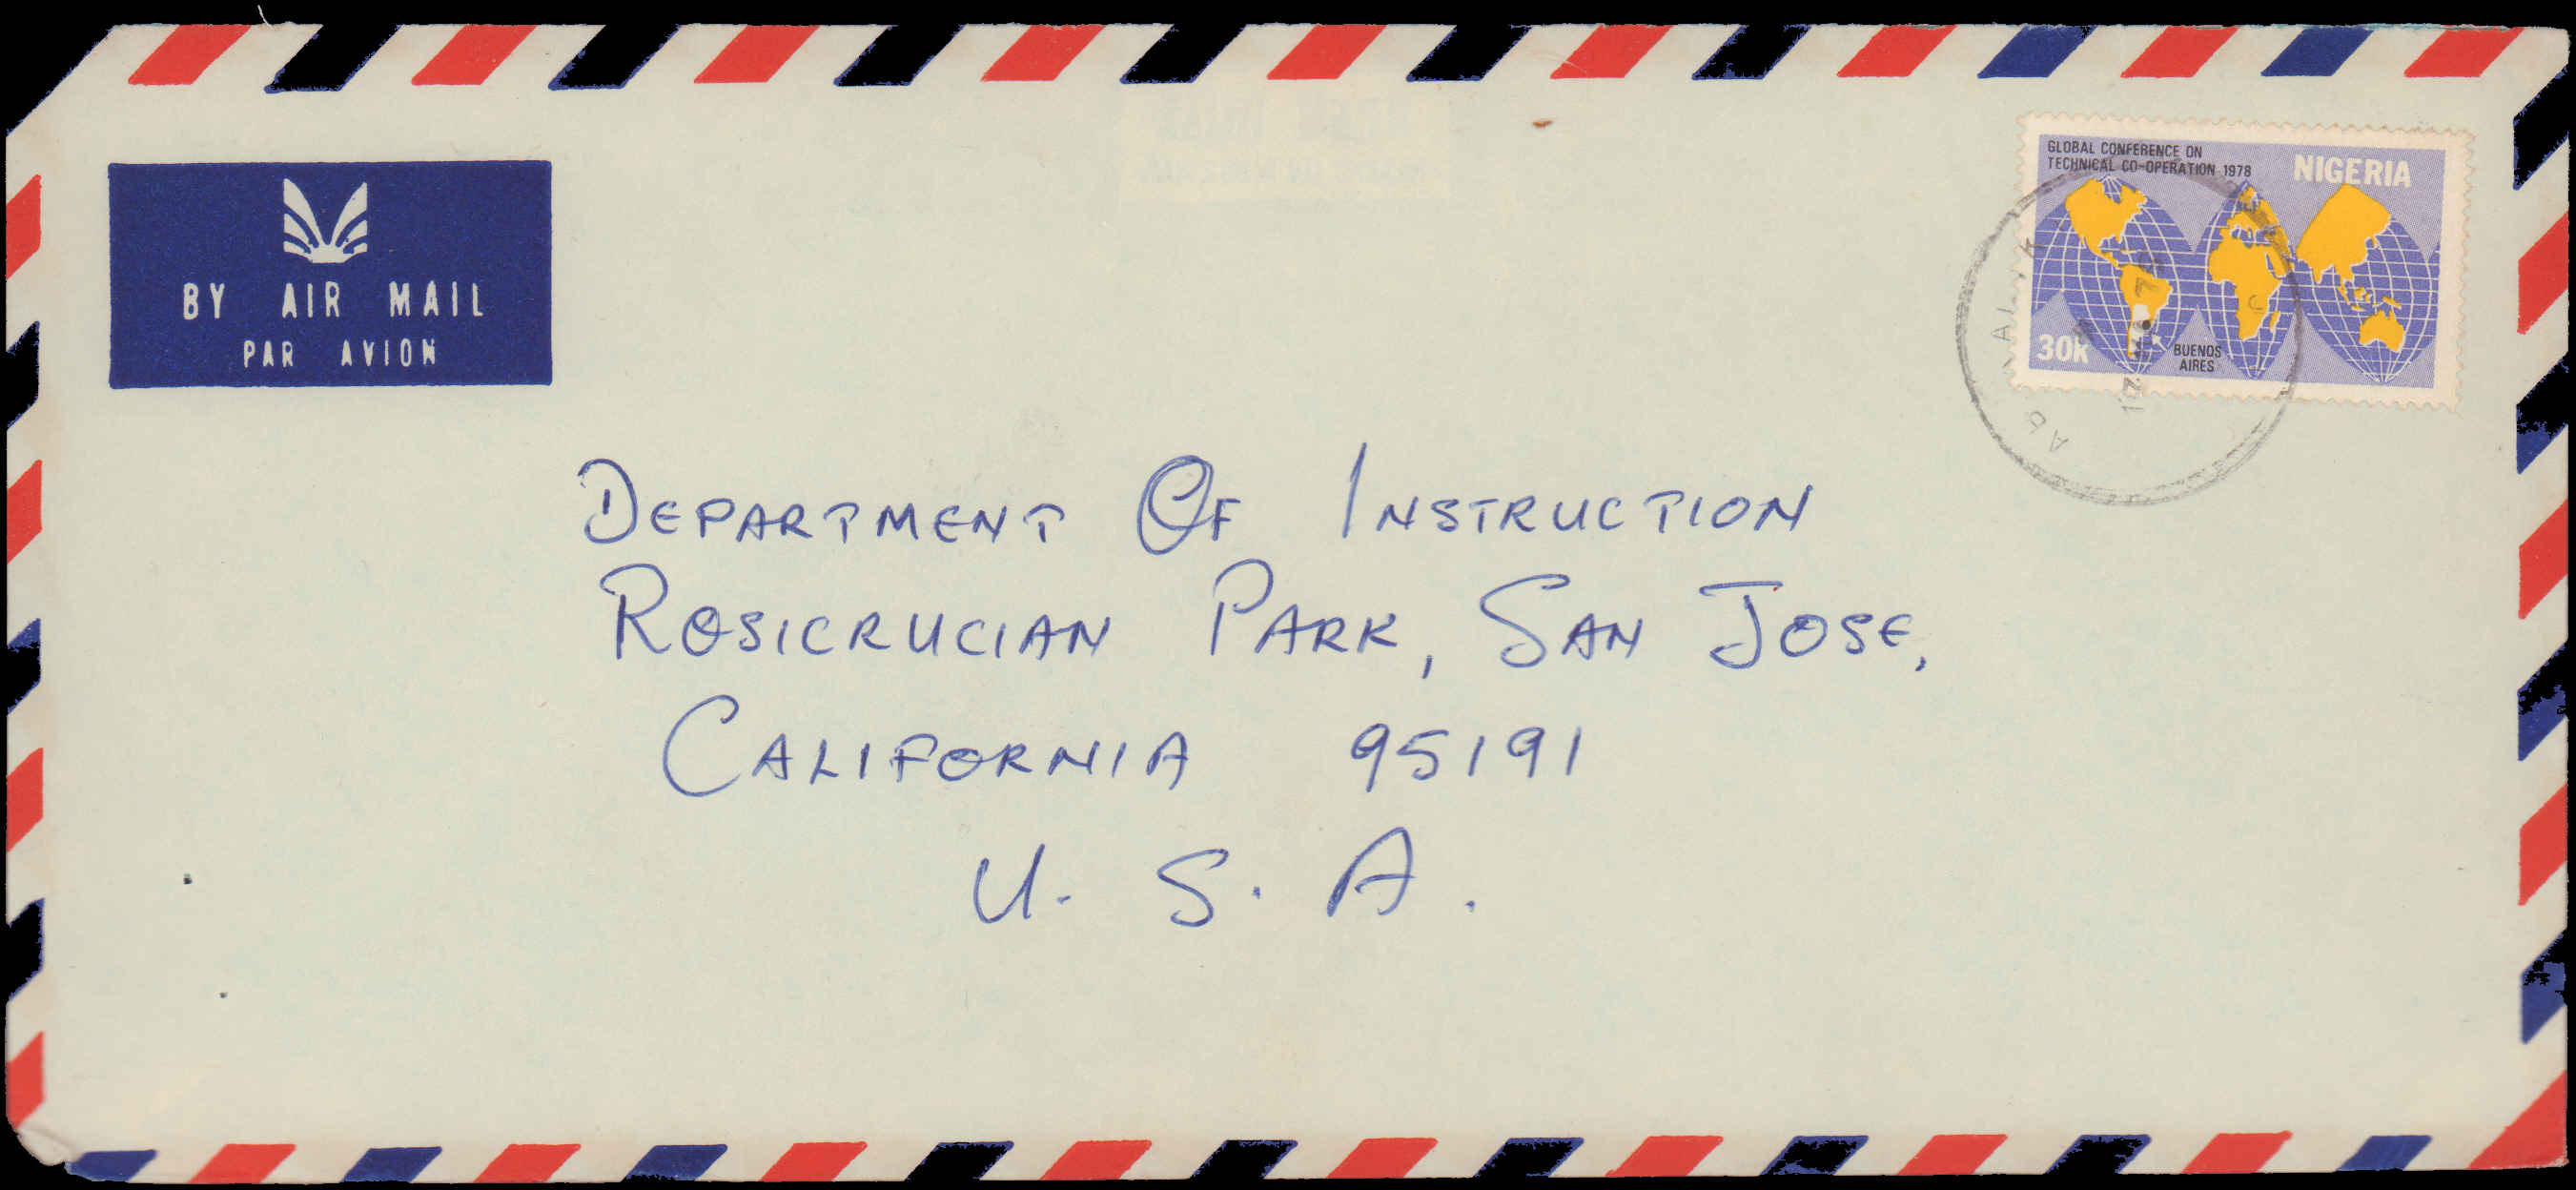 BY AIR MAIL
PAR AVION
GLOBAL CONFERENCE ON
TECHNICAL CO-OPERATION 1978
NIGERIA
30k
BUENOS
AIRES
DEPARTMENT OF INSTRUCTION
ROSICRUCIAN PARK, SAN JOSE,
CALIFORNIA 95191
U. S. A.